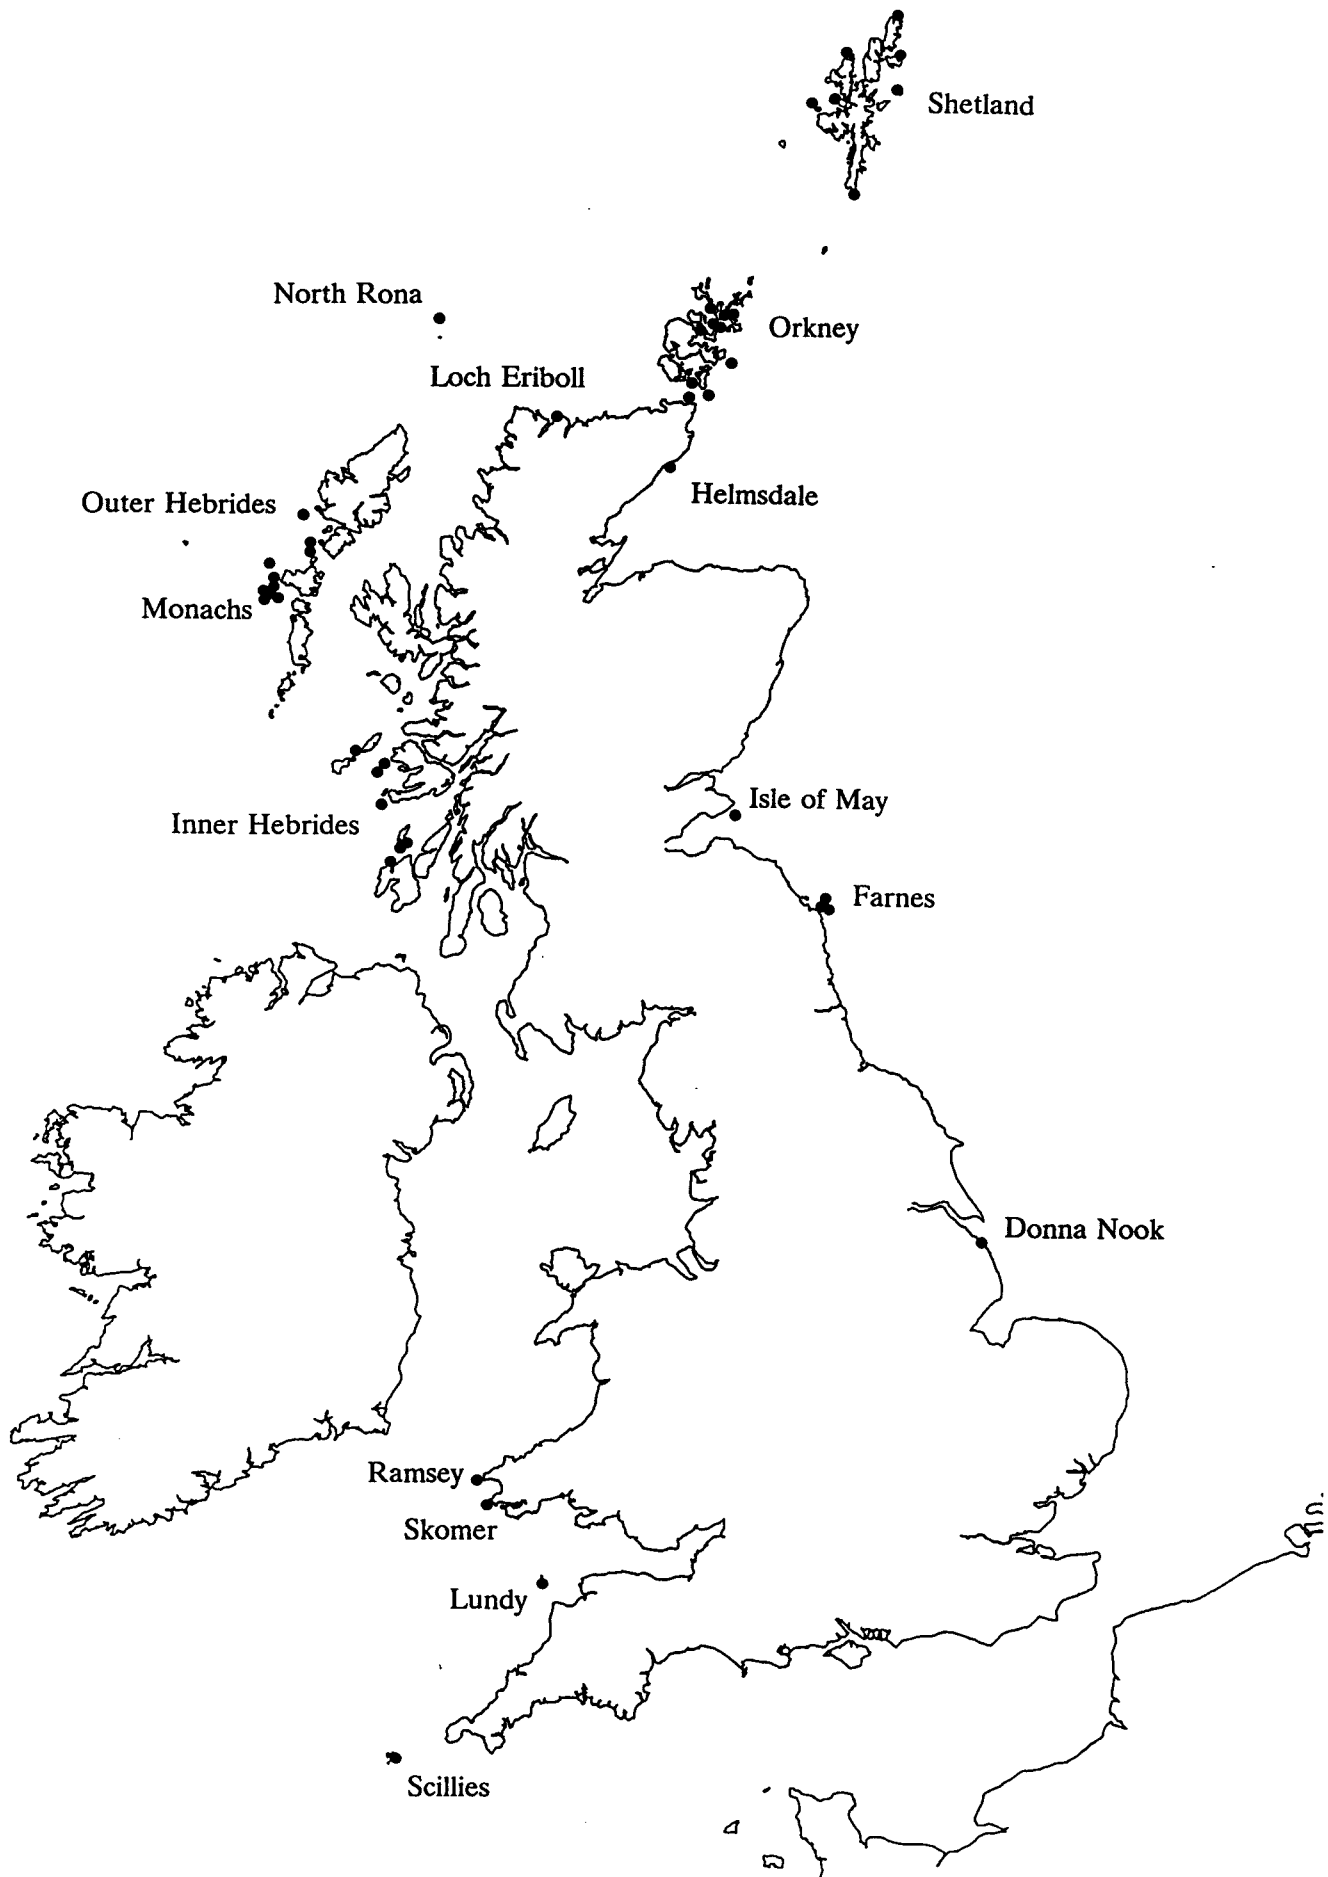 Shetland
North Rona
Orkney
Loch Eriboll
Helmsdale
Outer Hebrides
Monachs
Isle of May
Inner Hebrides
Farnes
Donna Nook
Ramsey
Skomer
Lundy
Scillies